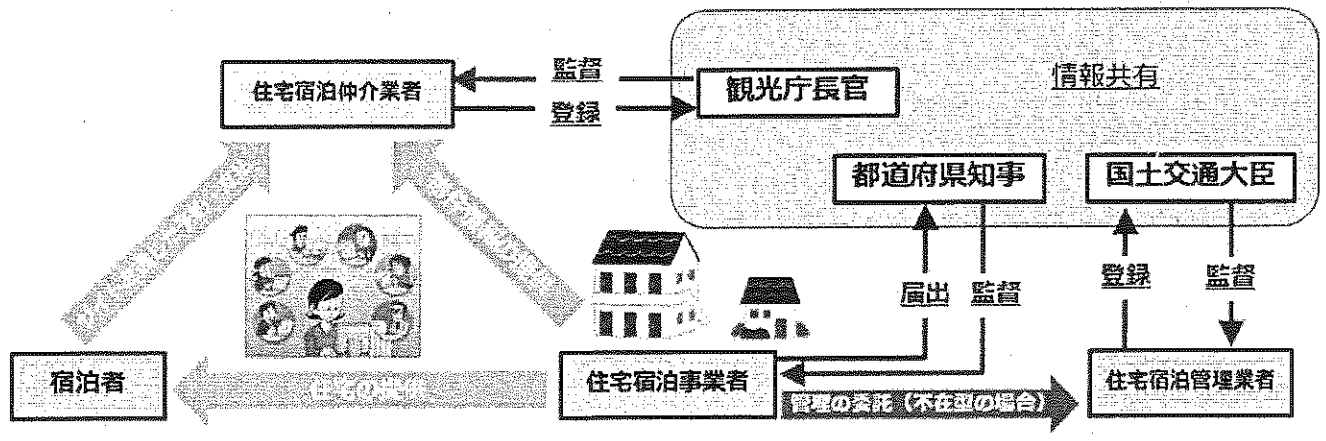 監督
住宅宿泊仲介業者
観光庁長官
情報共有
登録
都道府県知事
国土交通大臣
届出
監督
登録
監督
宿泊者
住宅の提供
住宅宿泊事業者
管理の委託（不在型の場合）
住宅宿泊管理業者